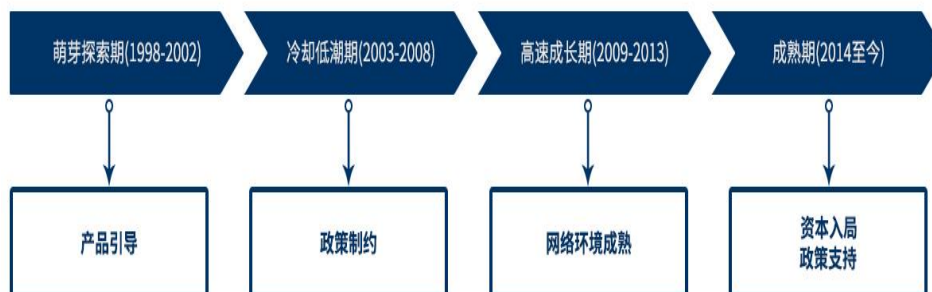 萌芽探索期(1998-2002)
冷却低潮期(2003-2008)
高速成长期(2009-2013)
成熟期(2014至今)
产品引导
政策制约
网络环境成熟
资本入局
政策支持